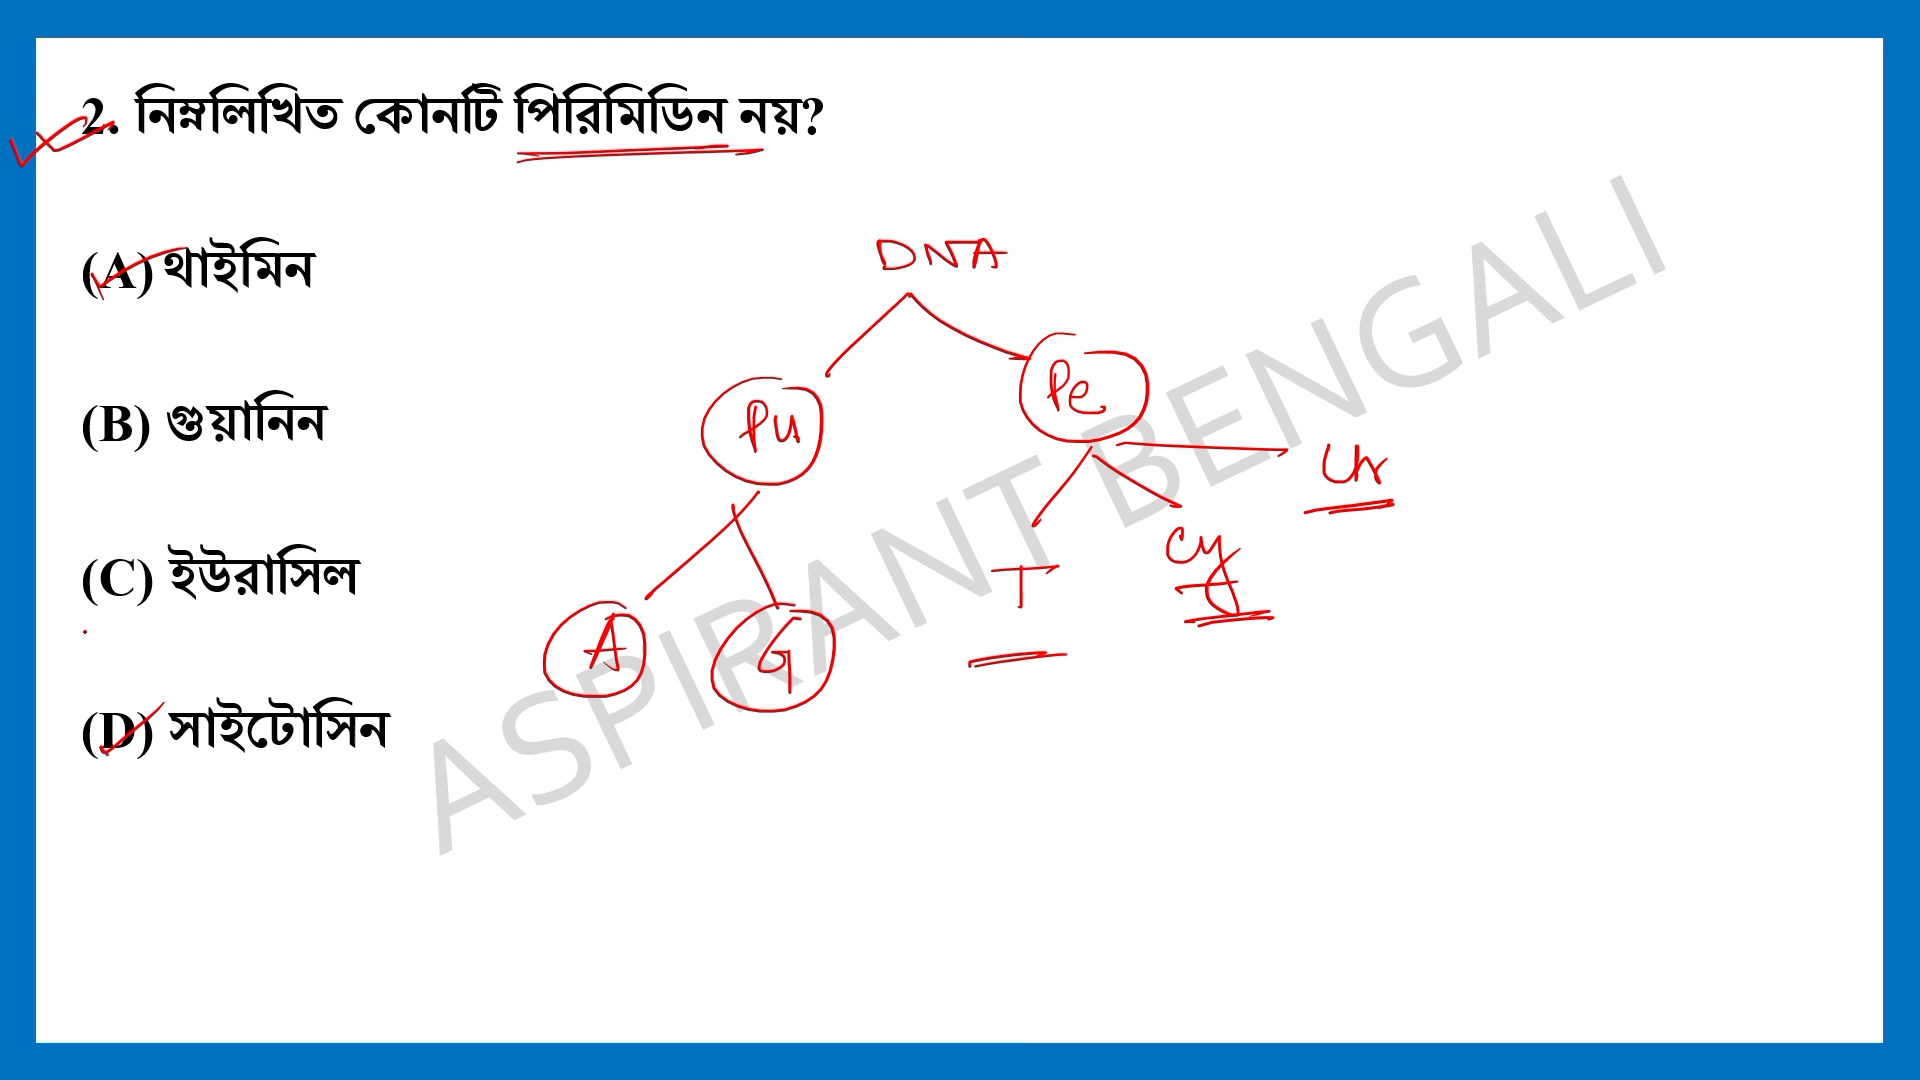 2. নিম্নলিখিত কোনটি পিরিমিডিন নয়?
(A) থাইমিন
(B) গুয়ানিন
(C) ইউরাসিল
(D) সাইটোসিন
DNA
Pu
Pe
A
G
T
Cy
Ur
ASPIRANT BENGALI